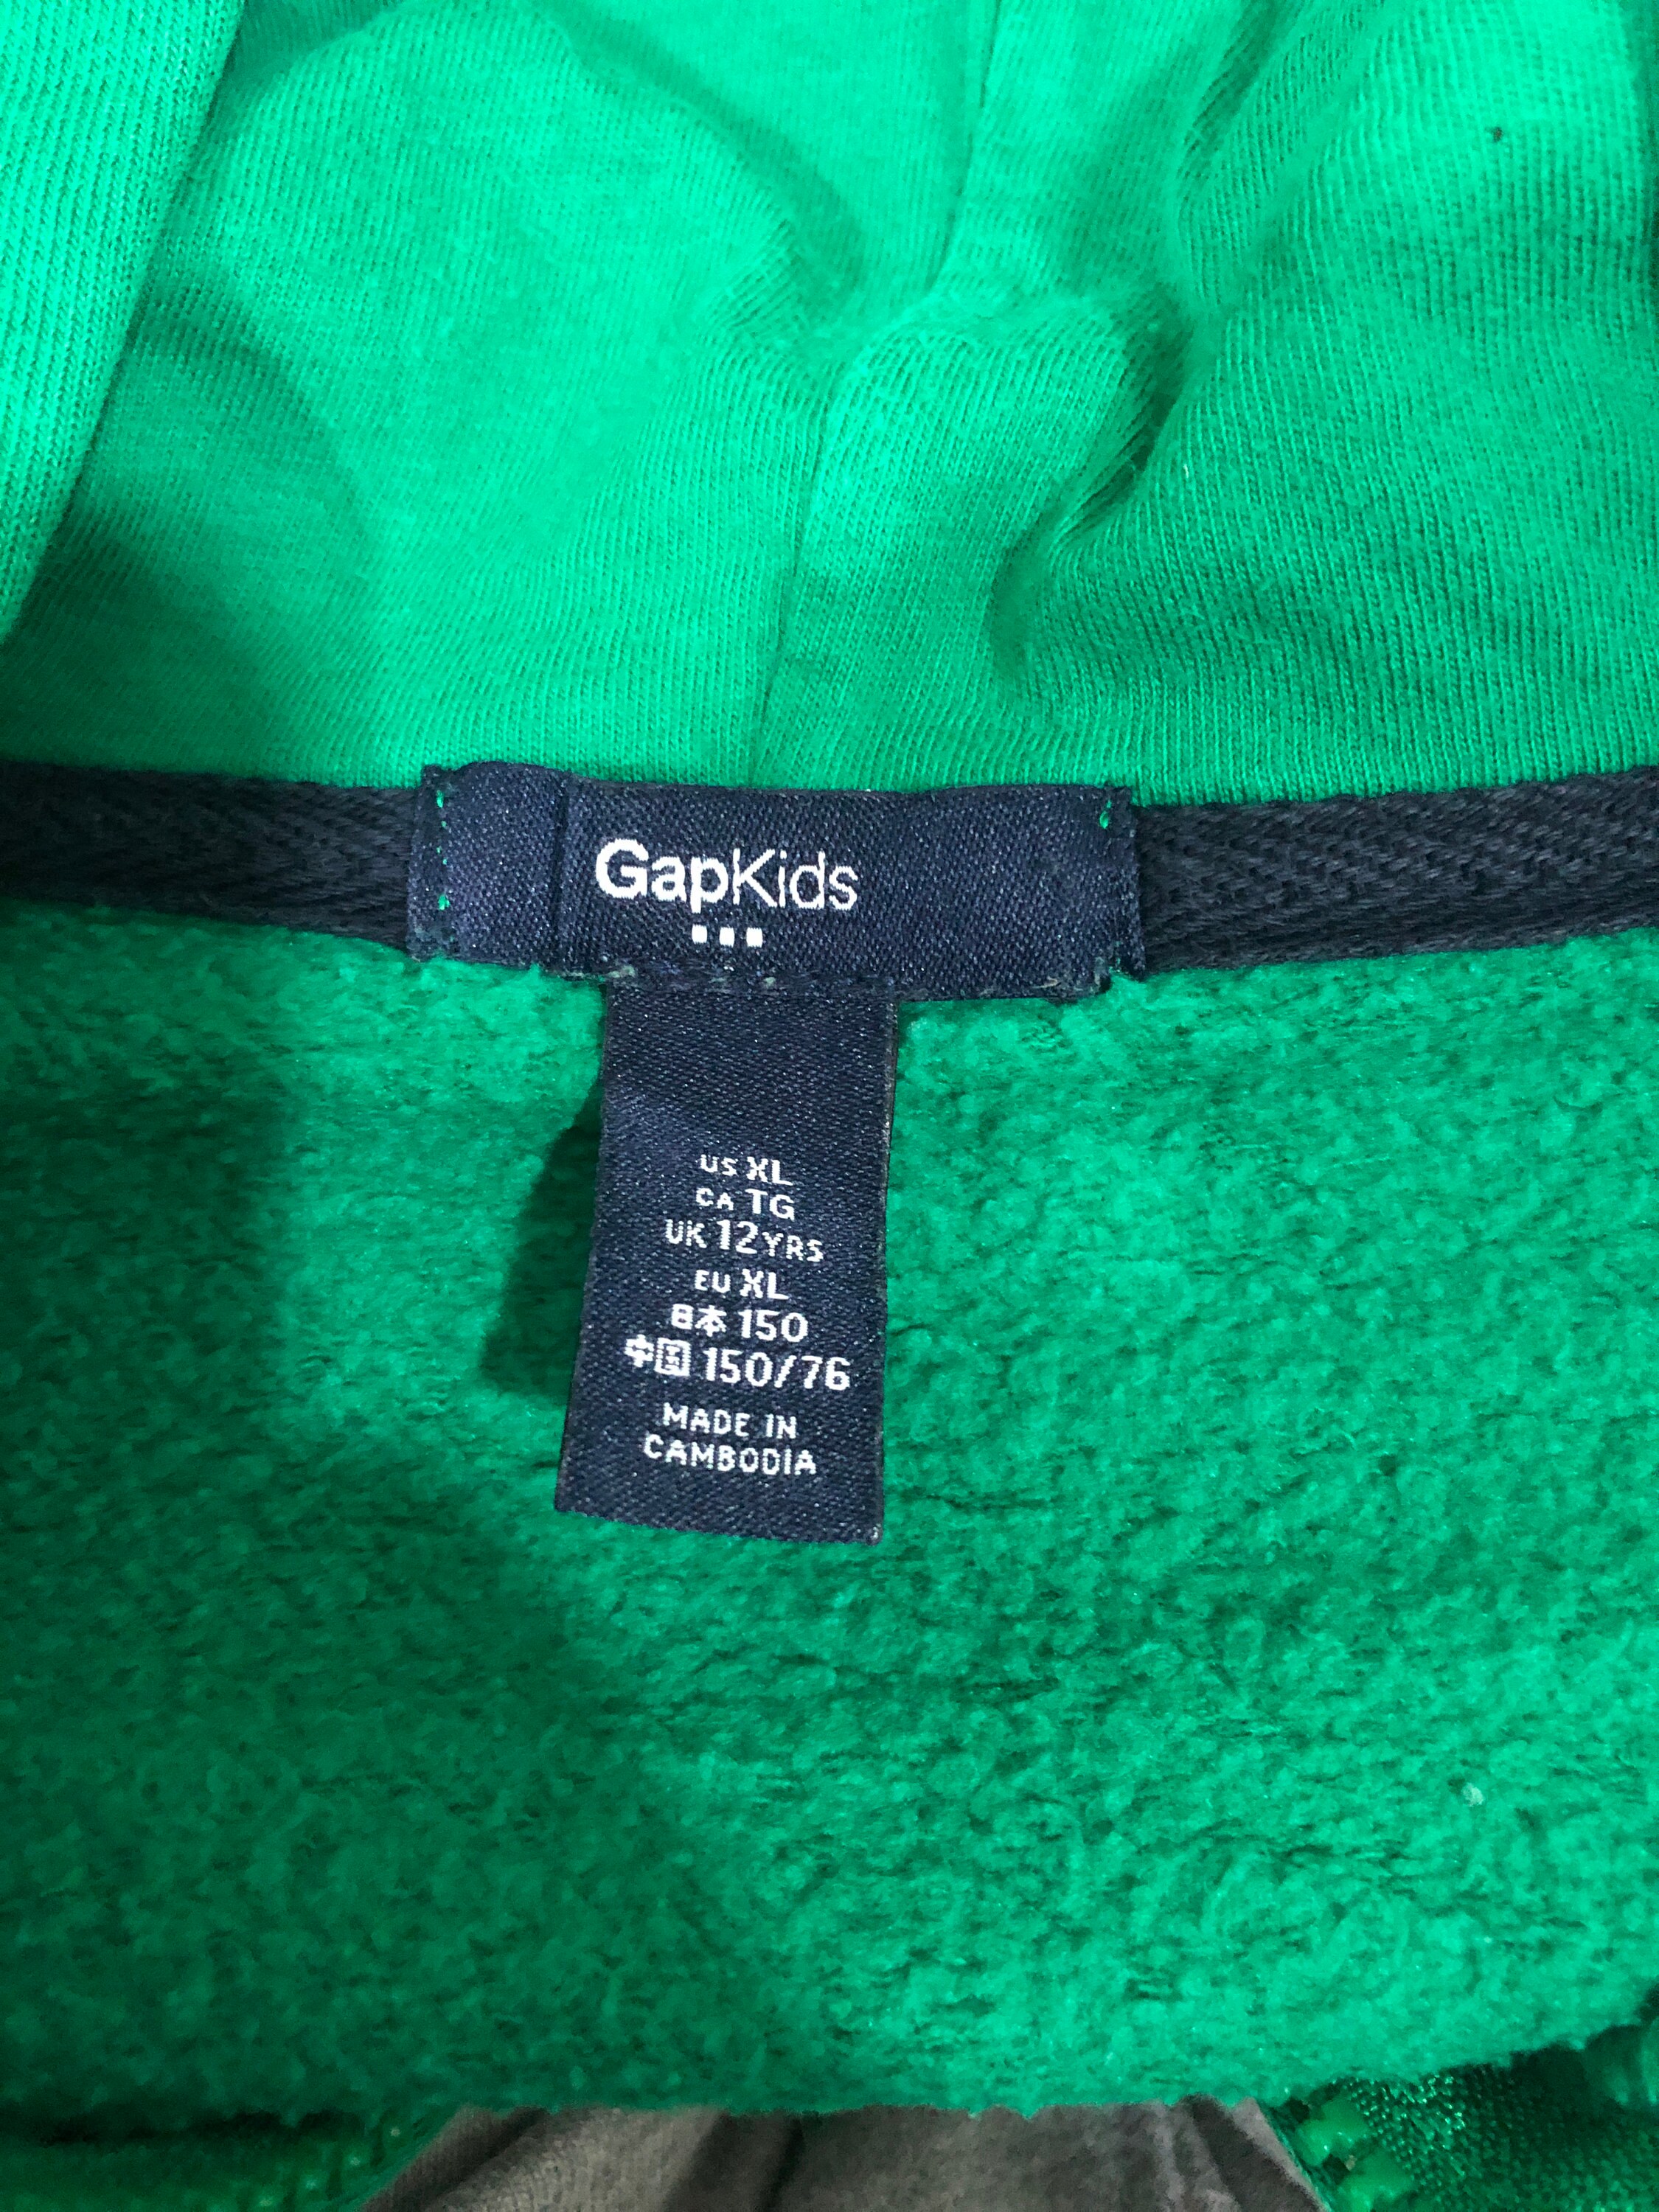 GapKids
US XL
CA TG
UK 12YRS
EU XL
日本 150
中国 150/76
MADE IN
CAMBODIA